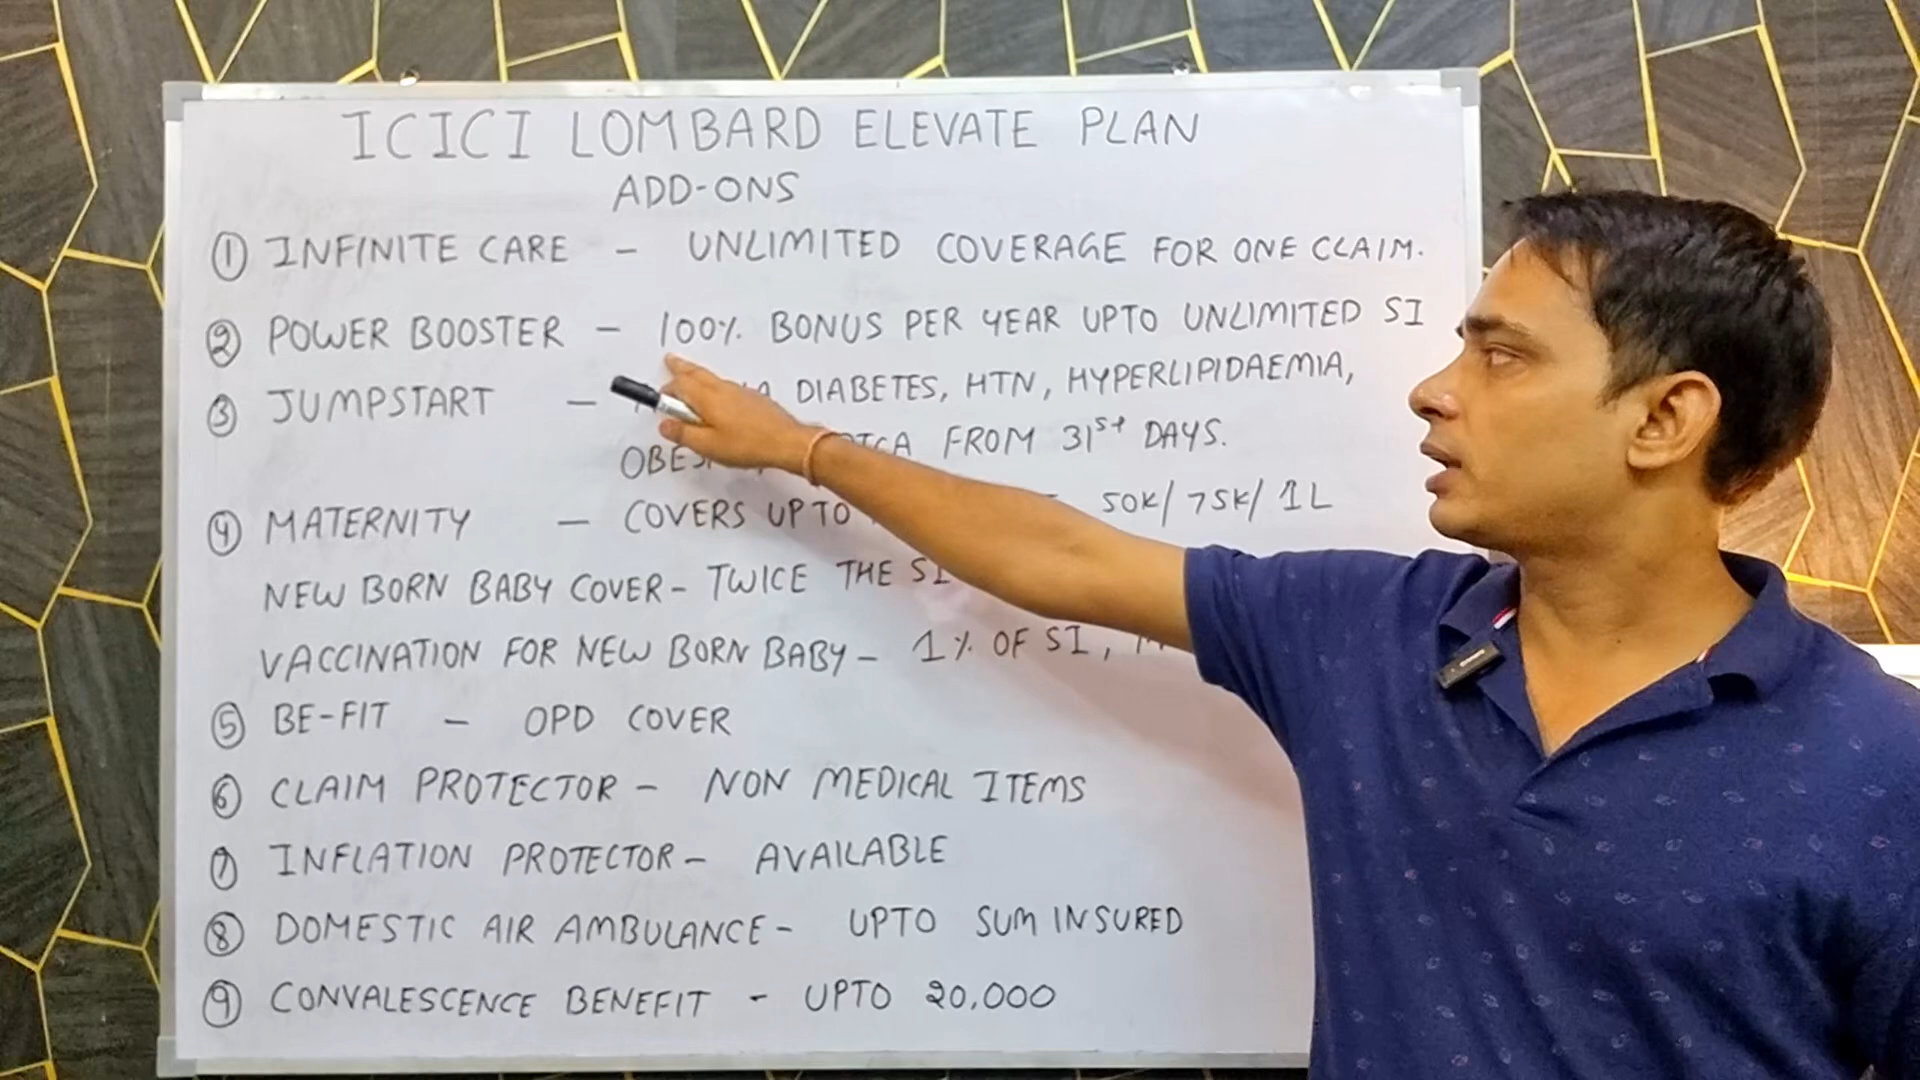 ICICI LOMBARD ELEVATE PLAN
ADD-ONS
① INFINITE CARE - UNLIMITED COVERAGE FOR ONE CLAIM.
② POWER BOOSTER - 100% BONUS PER YEAR UPTO UNLIMITED SI
③ JUMPSTART - DIABETES, HTN, HYPERLIPIDAEMIA,
FROM 31st DAYS.
④ MATERNITY - COVERS UPTO 50K/75K/1L
NEW BORN BABY COVER - TWICE THE SI
VACCINATION FOR NEW BORN BABY - 1% OF SI,
⑤ BE-FIT - OPD COVER
⑥ CLAIM PROTECTOR - NON MEDICAL ITEMS
⑦ INFLATION PROTECTOR - AVAILABLE
⑧ DOMESTIC AIR AMBULANCE - UPTO SUM INSURED
⑨ CONVALESCENCE BENEFIT - UPTO 20,000